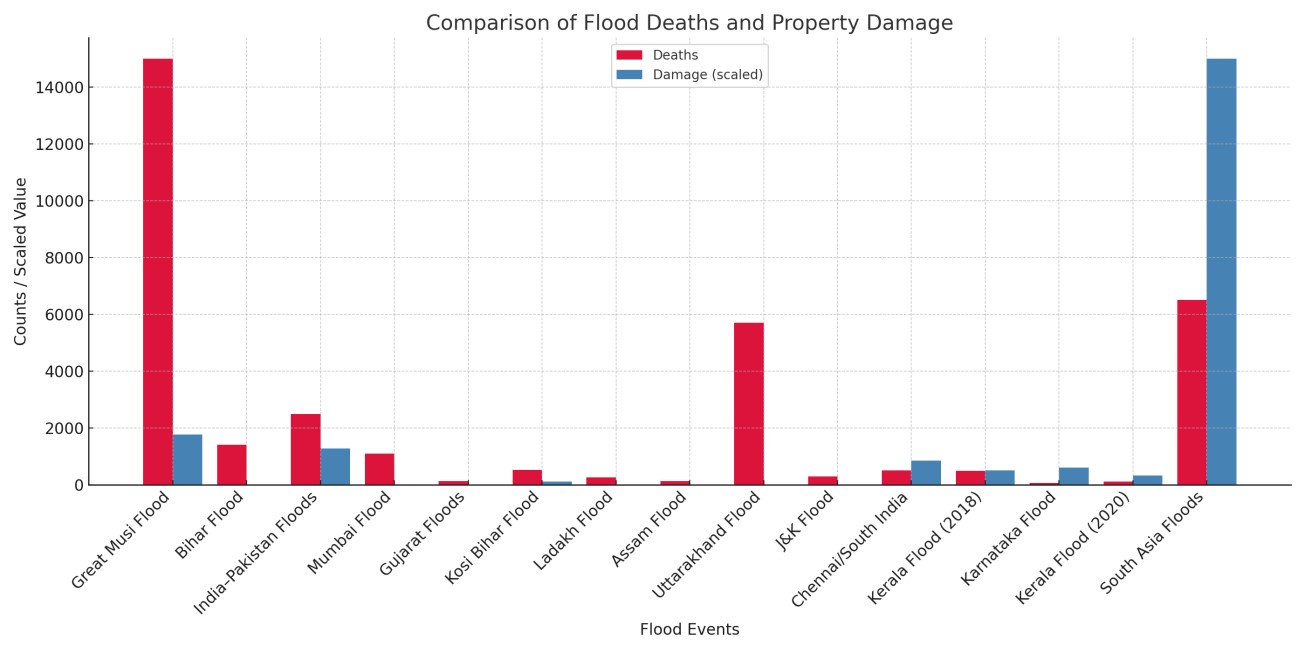 Comparison of Flood Deaths and Property Damage
Deaths
Damage (scaled)
Counts / Scaled Value
14000
12000
10000
8000
6000
4000
2000
0
Great Musi Flood
Bihar Flood
India–Pakistan Floods
Mumbai Flood
Gujarat Floods
Kosi Bihar Flood
Ladakh Flood
Assam Flood
Uttarakhand Flood
J&K Flood
Chennai/South India
Kerala Flood (2018)
Karnataka Flood
Kerala Flood (2020)
South Asia Floods
Flood Events